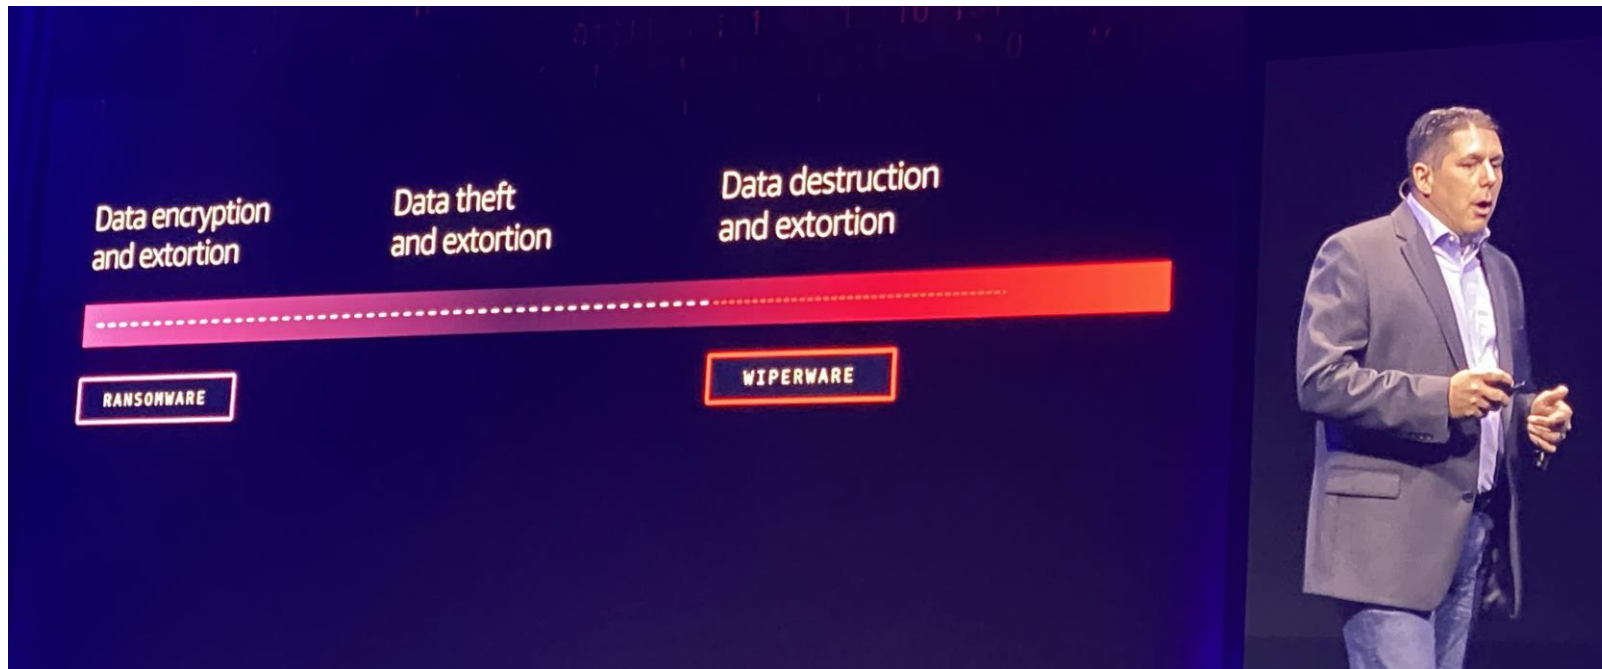 Data encryption
and extortion
Data theft
and extortion
Data destruction
and extortion
RANSOMWARE
WIPERWARE